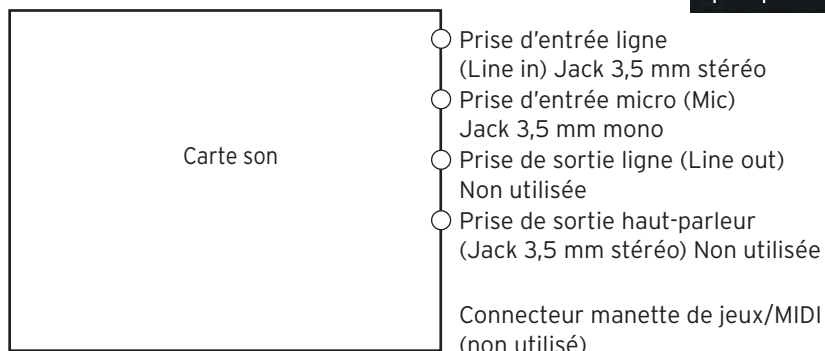 Prise d'entrée ligne
(Line in) Jack 3,5 mm stéréo
Prise d'entrée micro (Mic)
Jack 3,5 mm mono
Carte son
Prise de sortie ligne (Line out)
Non utilisée
Prise de sortie haut-parleur
(Jack 3,5 mm stéréo) Non utilisée
Connecteur manette de jeux/MIDI
(non utilisé)